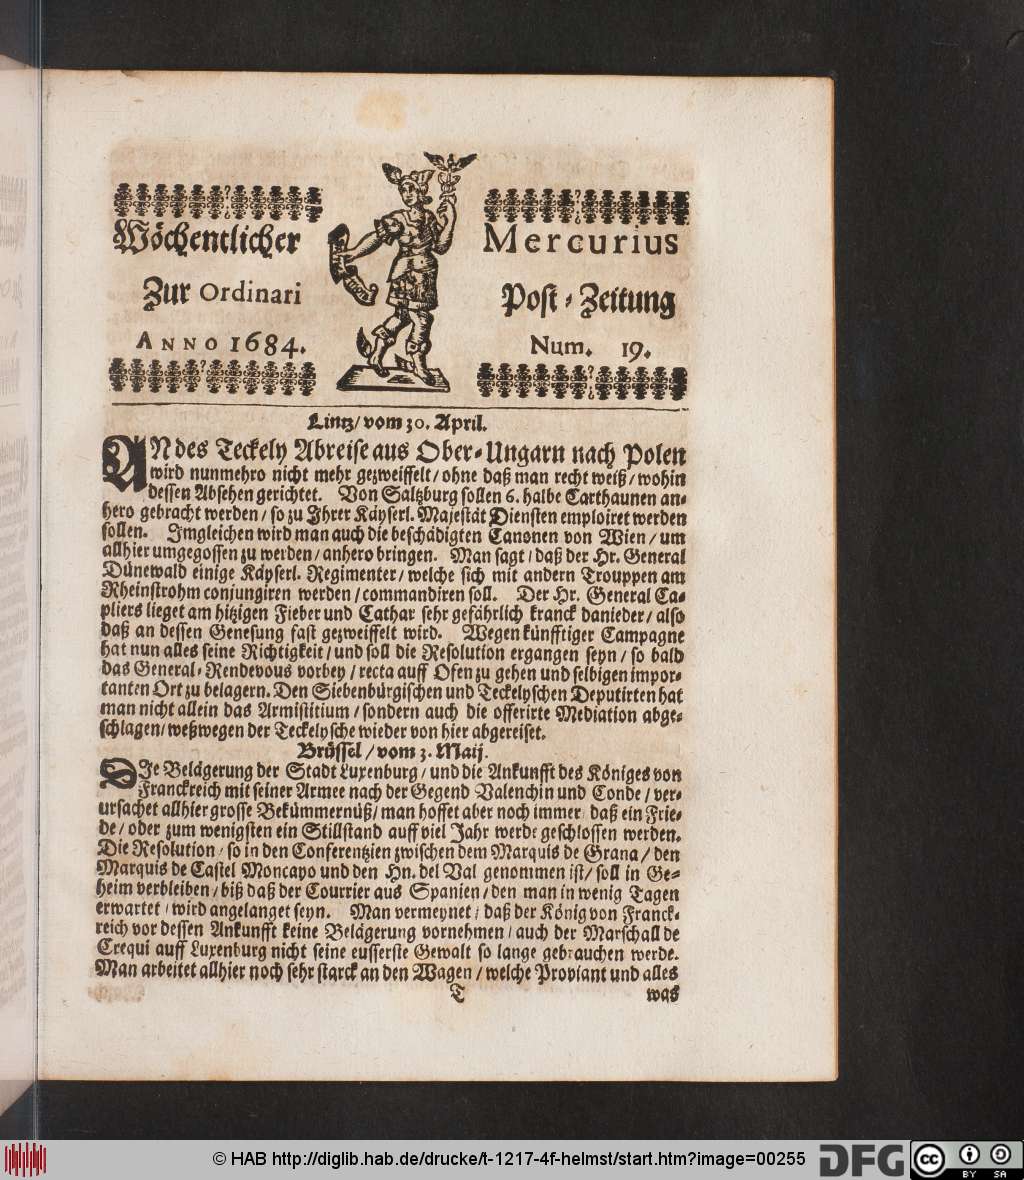 Wöchentlicher Mercurius
Zur Ordinari Post-Zeitung
ANNO 1684. Num. 19.
Lintz/ vom 30. April.
AN des Teckely Abreise aus Ober-Ungarn nach Polen
wird nunmehro nicht mehr gezweiffelt/ ohne daß man recht weiß/ wohin
dessen Absehen gerichtet. Von Saltzburg sollen 6. halbe Carthaunen an-
hero gebracht werden/ so zu Ihrer Käyserl. Majestät Diensten emploiret werden
sollen. Imgleichen wird man auch die beschädigten Canonen von Wien/ um
allhier umgegossen zu werden/ anhero bringen. Man sagt/ daß der Hr. General
Dünewald einige Käyserl. Regimenter/ welche sich mit andern Trouppen am
Rheinstrohm conjungiren werden/ commandiren soll. Der Hr. General Ca-
pliers lieget am hitzigen Fieber und Cathar sehr gefährlich kranck danieder/ also
daß an dessen Genesung fast gezweiffelt wird. Wegen künfftiger Campagne
hat nun alles seine Richtigkeit/ und soll die Resolution ergangen seyn/ so bald
das General-Rendevous vorbey/ recta auff Ofen zu gehen und selbigen impor-
tanten Ort zu belagern. Den Siebenbürgischen und Teckelyschen Deputirten hat
man nicht allein das Armistitium/ sondern auch die offerirte Mediation abge-
schlagen/ weßwegen der Teckelysche wieder von hier abgereiset.
Brüssel/ vom 3. Maij.
DIe Belägerung der Stadt Luxenburg/ und die Ankunfft des Königes von
Franckreich mit seiner Armee nach der Gegend Valenchin und Conde/ ver-
ursachet allhier grosse Bekümmernüß/ man hoffet aber noch immer/ daß ein Frie-
de/ oder zum wenigsten ein Stillstand auff viel Jahr werde geschlossen werden.
Die Resolution/ so in den Conferentzien zwischen dem Marquis de Grana/ den
Marquis de Castel Moncayo und den Hn. del Val genommen ist/ soll in Ge-
heim verbleiben/ biß daß der Courrier aus Spanien/ den man in wenig Tagen
erwartet/ wird angelanget seyn. Man vermeynet/ daß der König von Franck-
reich vor dessen Ankunfft keine Belägerung vornehmen/ auch der Marschall de
Crequi auff Luxenburg nicht seine eusserste Gewalt so lange gebrauchen werde.
Man arbeitet allhier noch sehr starck an den Wagen/ welche Proviant und alles
T was
© HAB http://diglib.hab.de/drucke/t-1217-4f-helmst/start.htm?image=00255
DFG
cc BY SA